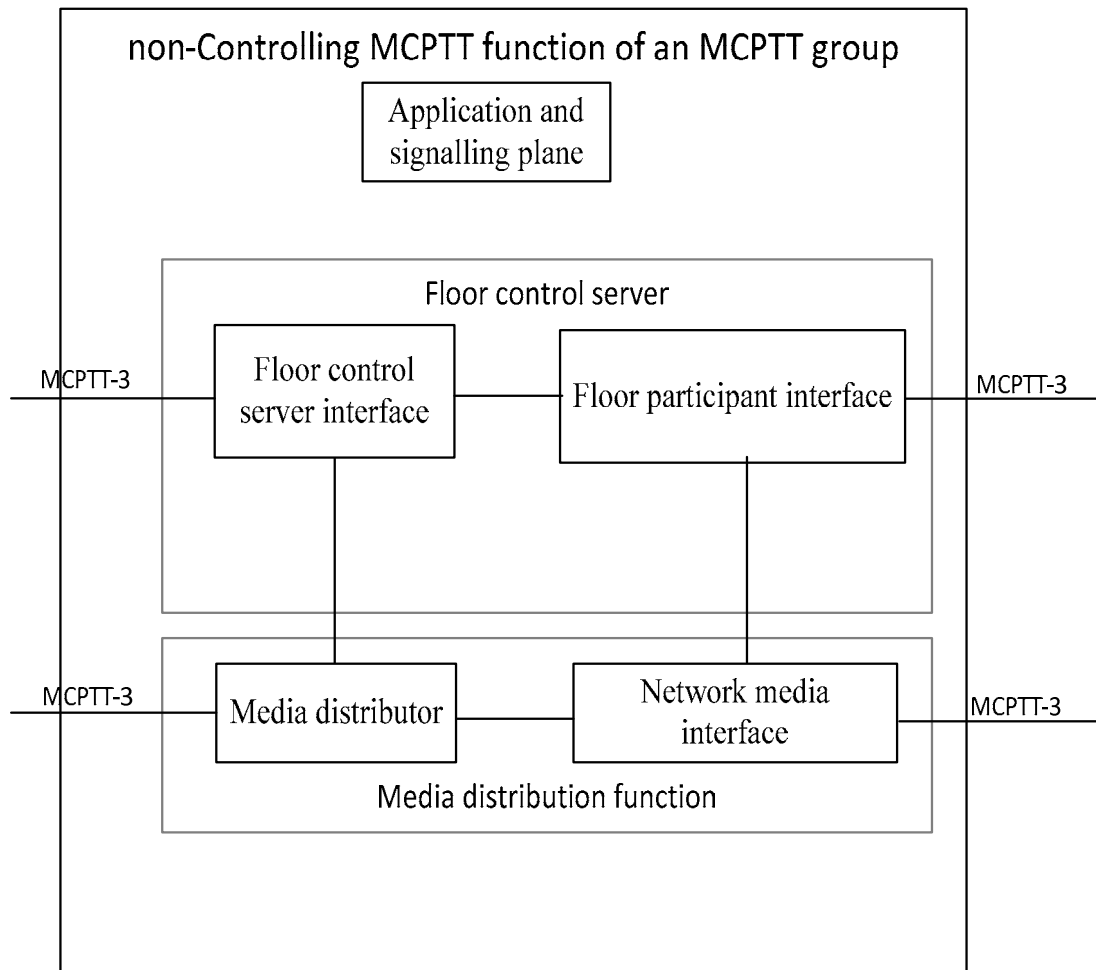 non-Controlling MCPTT function of an MCPTT group
Application and
signalling plane
Floor control server
MCPTT-3
Floor control
server interface
Floor participant interface
MCPTT-3
MCPTT-3
Media distributor
Network media
interface
MCPTT-3
Media distribution function